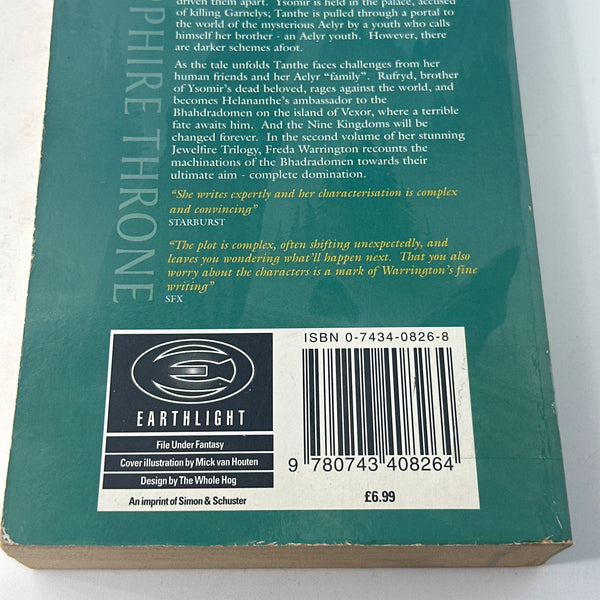 driven them apart. Ysomir is held in the palace, accused
of killing Garnelys; Tanthe is pulled through a portal to
the world of the mysterious Aelyr by a youth who calls
himself her brother - an Aelyr youth. However, there
are darker schemes afoot.
As the tale unfolds Tanthe faces challenges from her
human friends and her Aelyr “family”. Rufryd, brother
of Ysomir's dead beloved, rages against the world, and
becomes Helananthe's ambassador to the
Bhahdradomen on the island of Vexor, where a terrible
fate awaits him. And the Nine Kingdoms will be
changed forever. In the second volume of her stunning
Jewelfire Trilogy, Freda Warrington recounts the
machinations of the Bhadradomen towards their
ultimate aim - complete domination.
“She writes expertly and her characterisation is complex
and convincing”
STARBURST
“The plot is complex, often shifting unexpectedly, and
leaves you wondering what'll happen next. That you also
worry about the characters is a mark of Warrington's fine
writing”
SFX
PPHIRE THRONE
EARTHLIGHT
File Under Fantasy
Cover illustration by Mick van Houten
Design by The Whole Hog
An imprint of Simon & Schuster
ISBN 0-7434-0826-8
9 780743 408264
£6.99